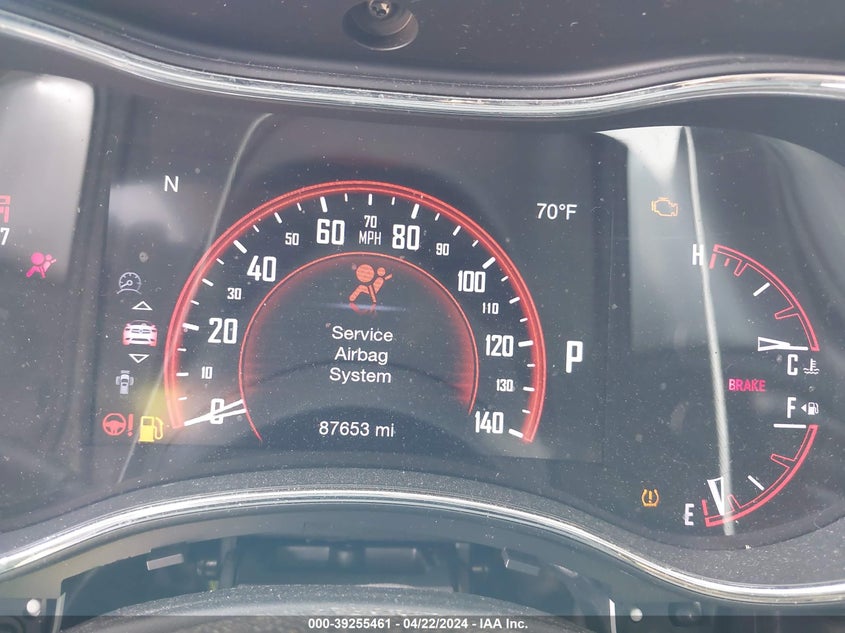 N
70°F
7
70
MPH
0
10
20
30
40
50
60
80
90
100
110
120
130
140
Service
Airbag
System
87653 mi
P
H
C
BRAKE
F
E
000-39255461 - 04/22/2024 - IAA Inc.